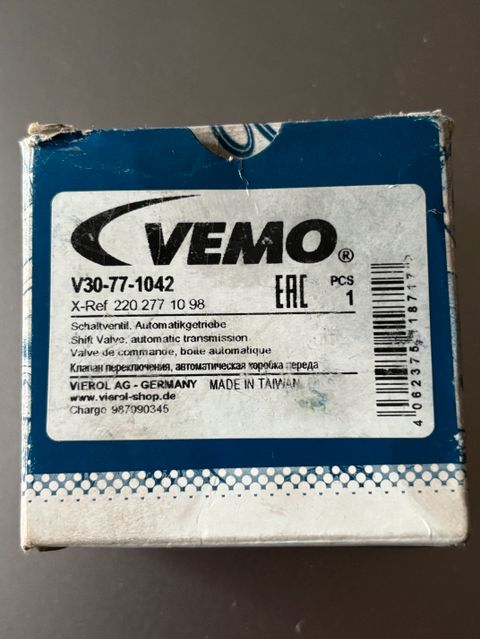 VEMO®
V30-77-1042
X-Ref 220 277 10 98
EAC
PCS
1
Schaltventil, Automatikgetriebe
Shift Valve, automatic transmission
Valve de commande, boîte automatique
Клапан переключения, автоматическая коробка переда
VIEROL AG - GERMANY MADE IN TAIWAN
www.vierol-shop.de
Charge 987090345